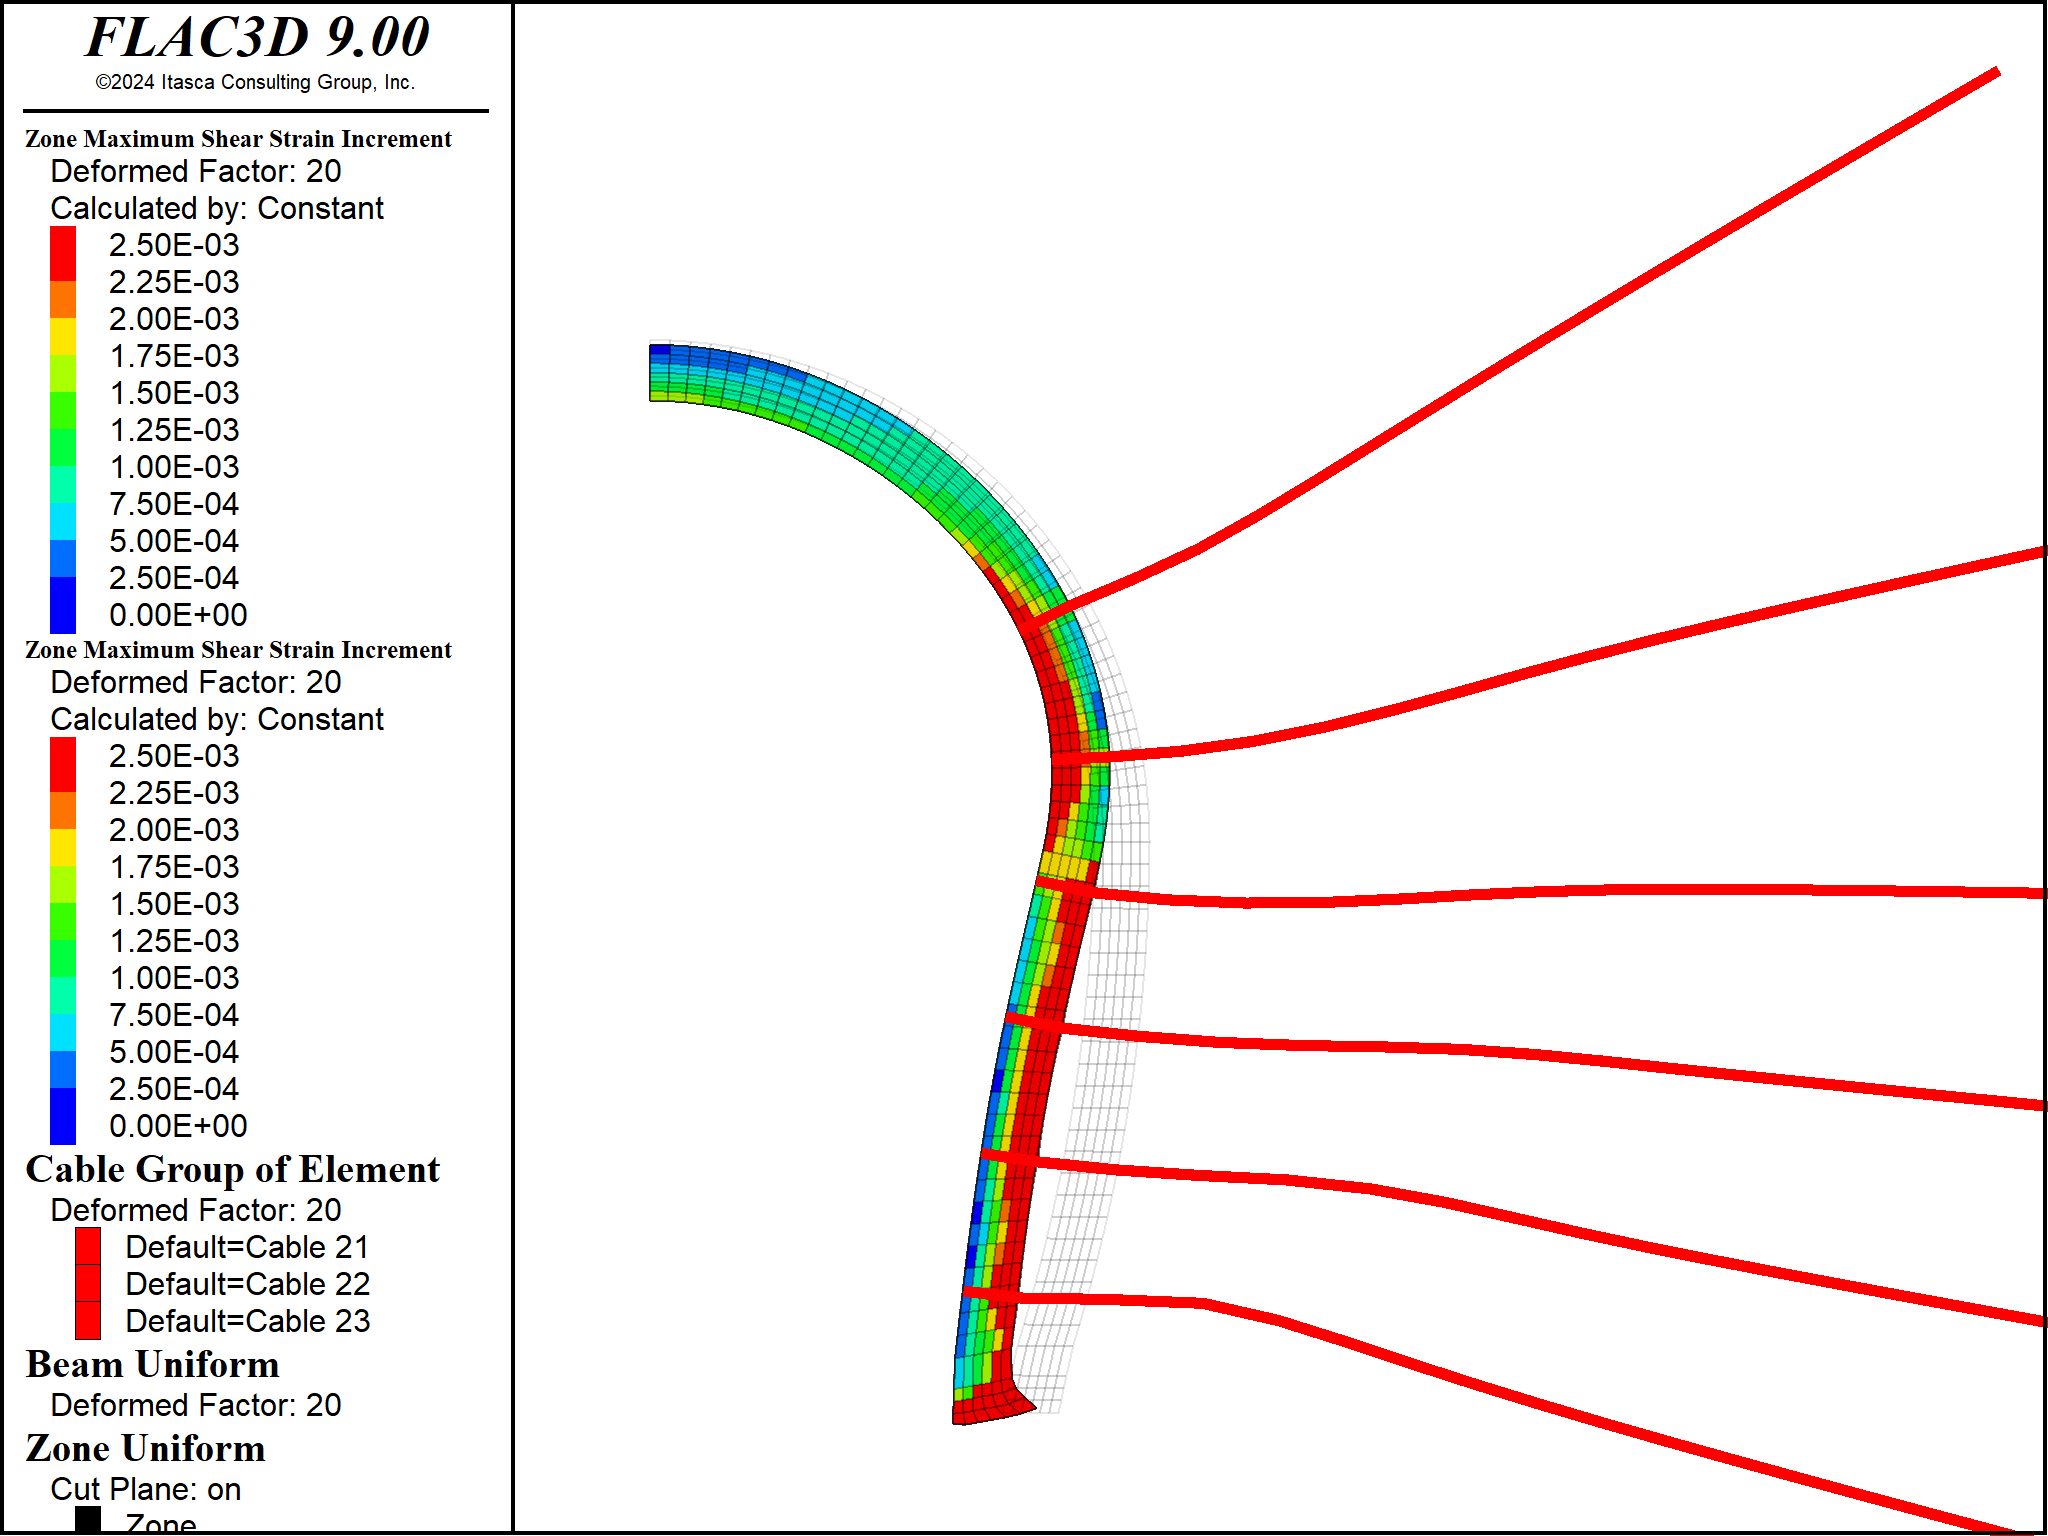 FLAC3D 9.00
©2024 Itasca Consulting Group, Inc.
Zone Maximum Shear Strain Increment
Deformed Factor: 20
Calculated by: Constant
2.50E-03
2.25E-03
2.00E-03
1.75E-03
1.50E-03
1.25E-03
1.00E-03
7.50E-04
5.00E-04
2.50E-04
0.00E+00
Zone Maximum Shear Strain Increment
Deformed Factor: 20
Calculated by: Constant
2.50E-03
2.25E-03
2.00E-03
1.75E-03
1.50E-03
1.25E-03
1.00E-03
7.50E-04
5.00E-04
2.50E-04
0.00E+00
Cable Group of Element
Deformed Factor: 20
Default=Cable 21
Default=Cable 22
Default=Cable 23
Beam Uniform
Deformed Factor: 20
Zone Uniform
Cut Plane: on
Zone